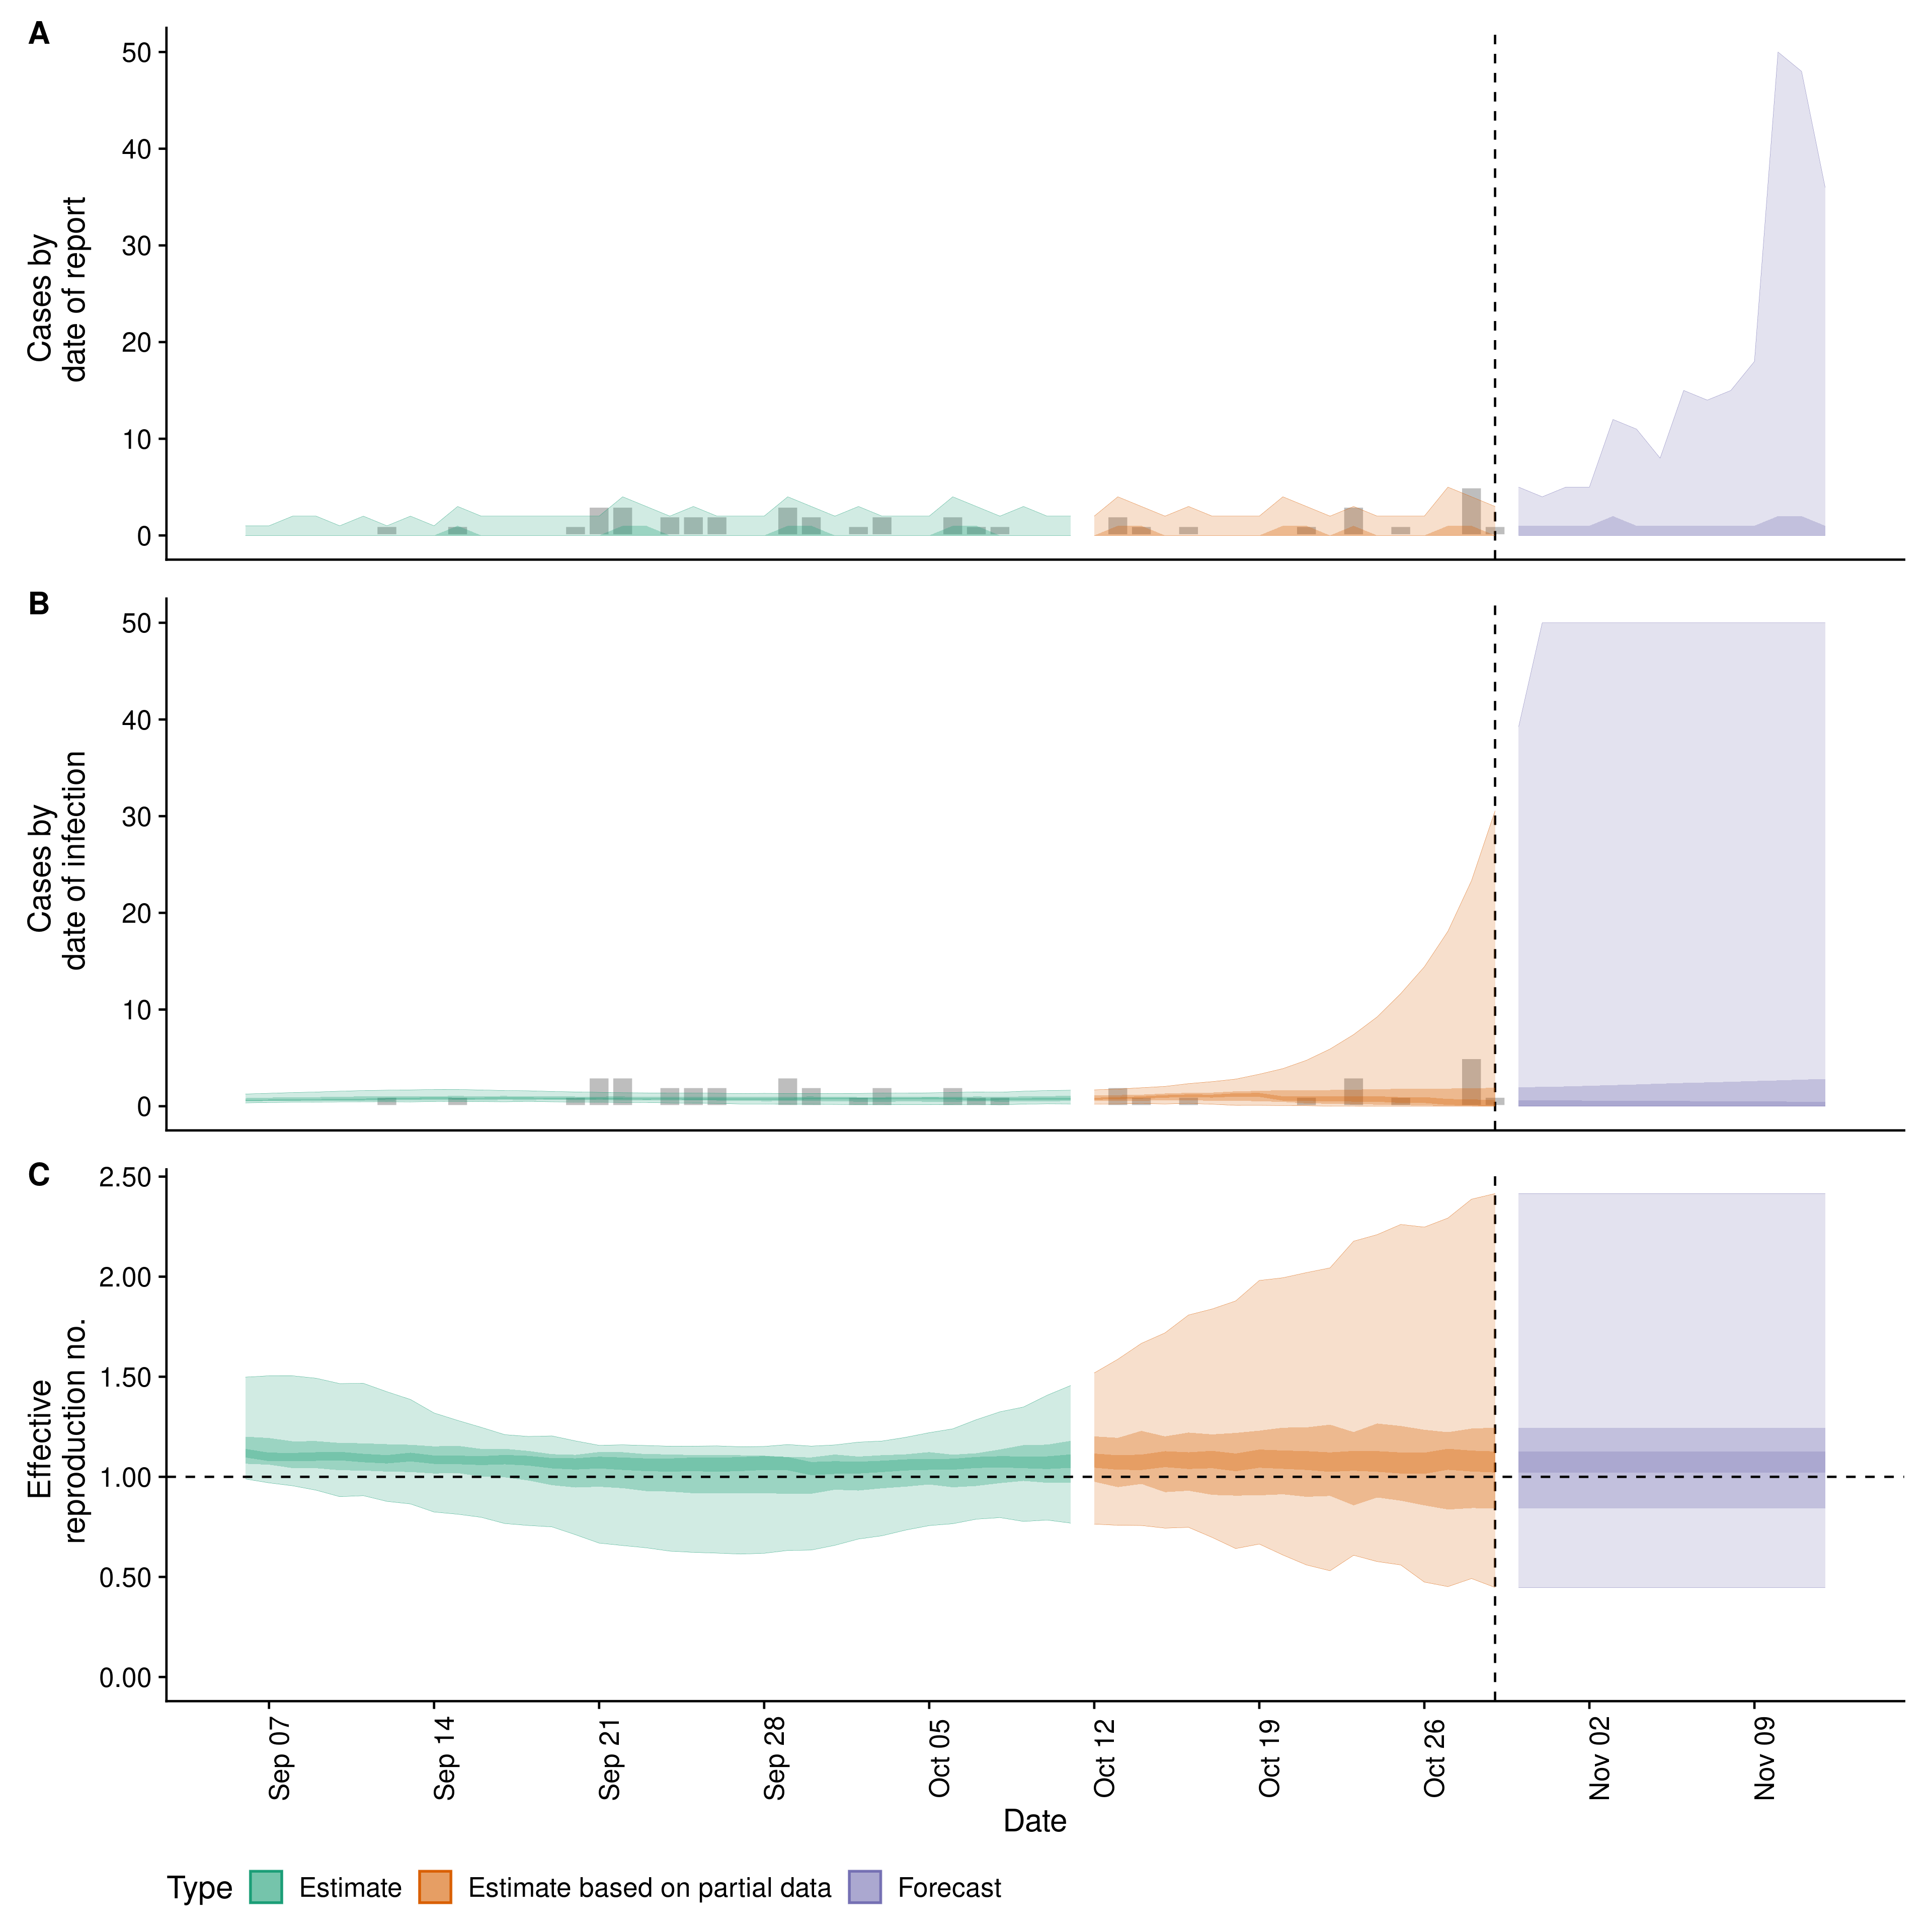 A
50
40
30
20
10
0
Cases by
date of report
B
50
40
30
20
10
0
Cases by
date of infection
C
2.50
2.00
1.50
1.00
0.50
0.00
Effective
reproduction no.
Sep 07
Sep 14
Sep 21
Sep 28
Oct 05
Oct 12
Oct 19
Oct 26
Nov 02
Nov 09
Date
Type Estimate Estimate based on partial data Forecast